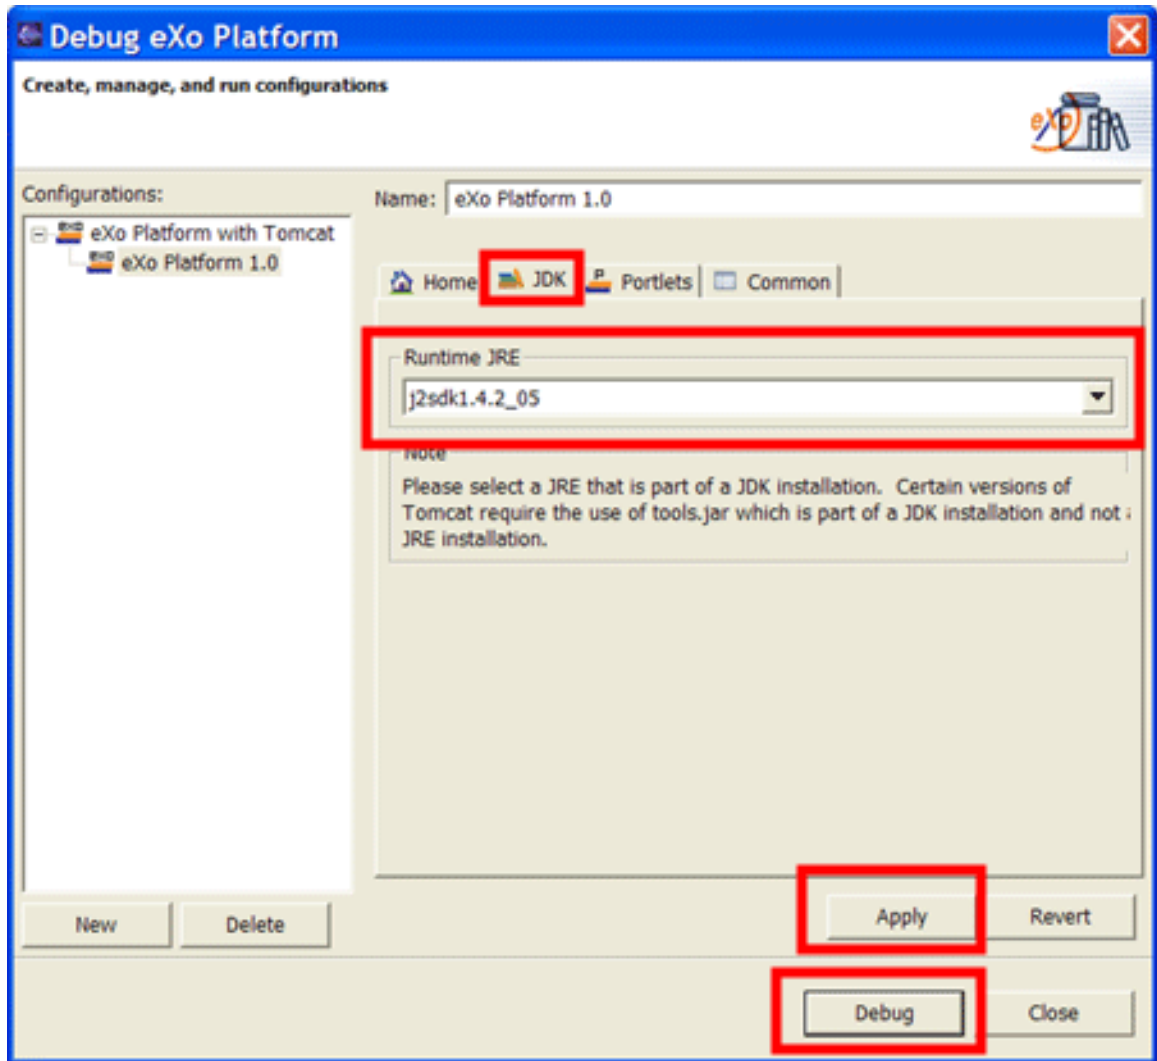 Debug eXo Platform
Create, manage, and run configurations
eXo
Configurations:
Name: eXo Platform 1.0
eXo Platform with Tomcat
eXo Platform 1.0
Home JDK Portlets Common
Runtime JRE
j2sdk1.4.2_05
Note
Please select a JRE that is part of a JDK installation. Certain versions of
Tomcat require the use of tools.jar which is part of a JDK installation and not
JRE installation.
New Delete Apply Revert
Debug Close